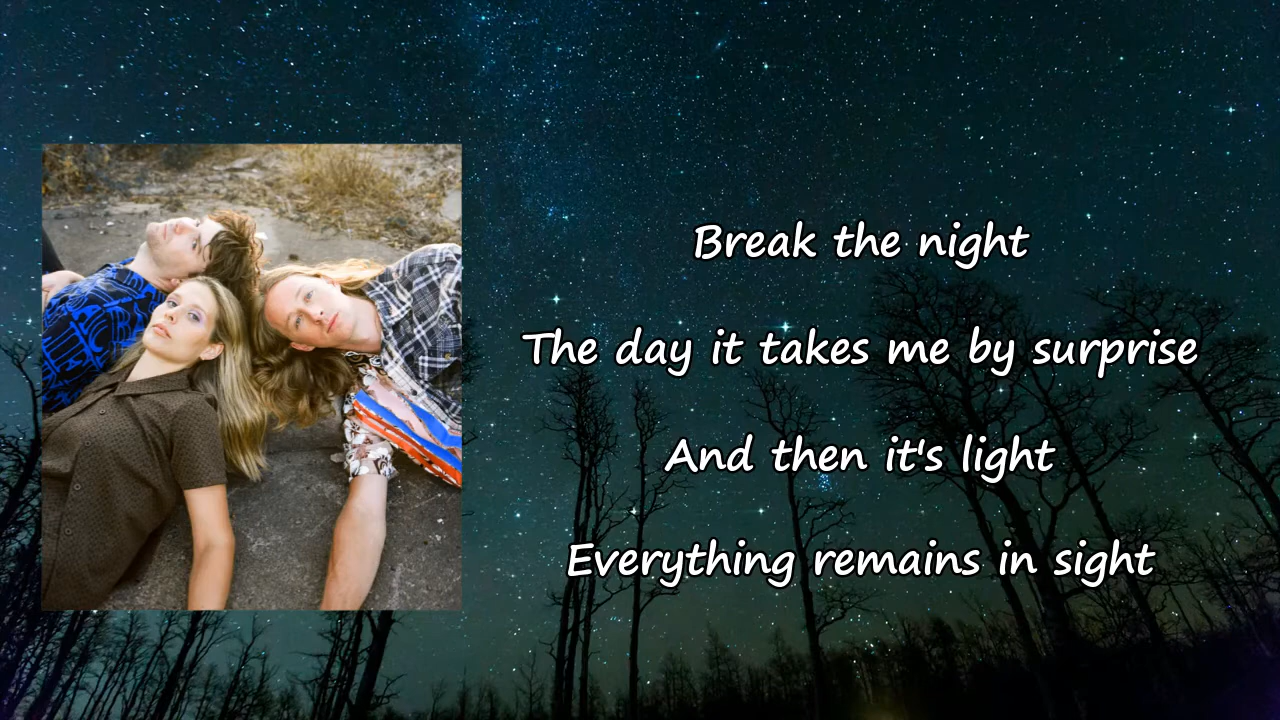 Break the night
The day it takes me by surprise
And then it's light
Everything remains in sight